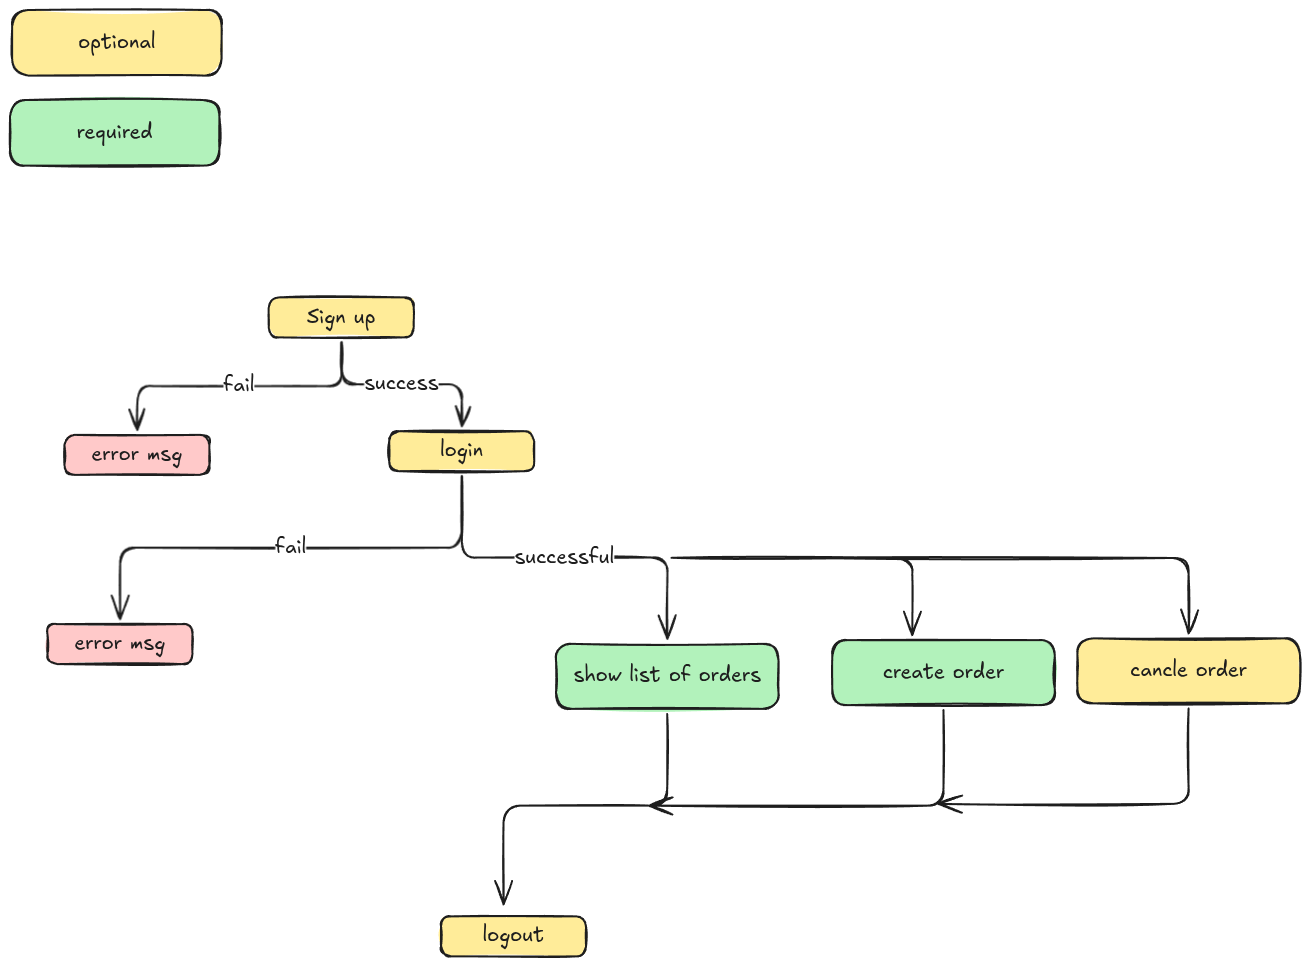 optional
required
Sign up
fail
success
error msg
login
fail
successful
error msg
show list of orders
create order
cancle order
logout